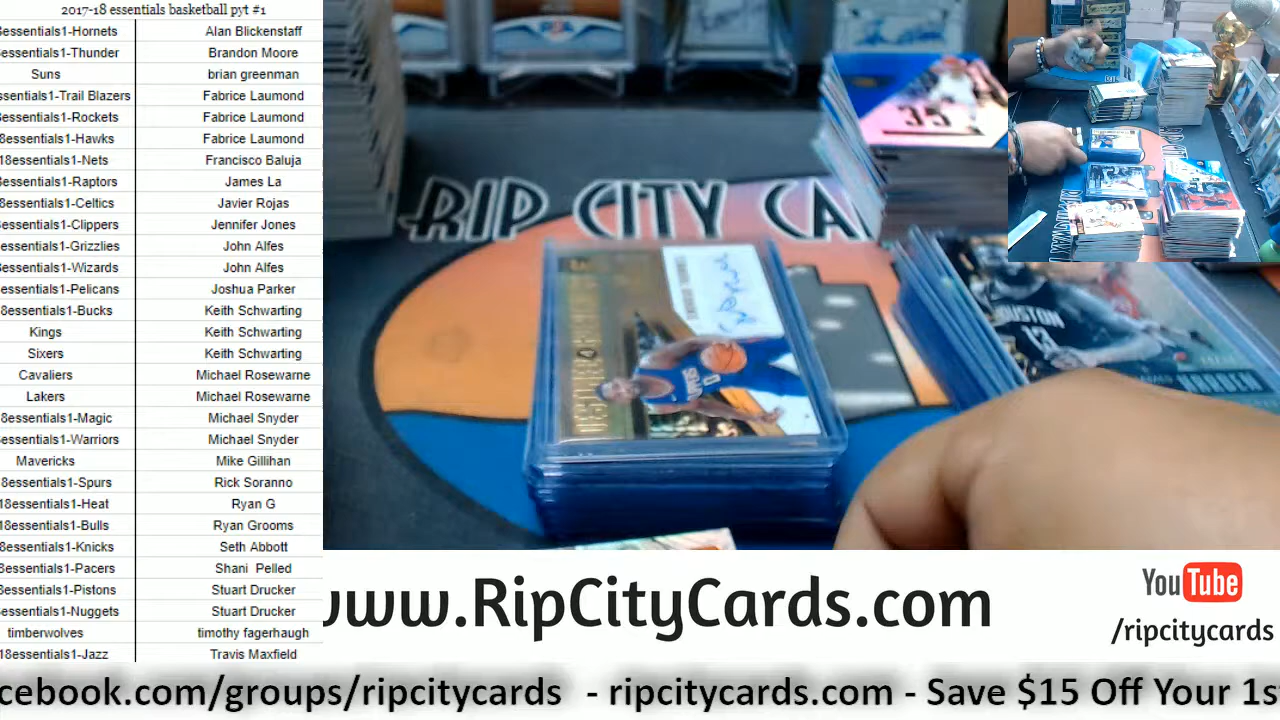 2017-18 essentials basketball pyt #1
8essentials1-Hornets Alan Blickenstaff
essentials1-Thunder Brandon Moore
Suns brian greenman
ssentials1-Trail Blazers Fabrice Laumond
essentials1-Rockets Fabrice Laumond
8essentials1-Hawks Fabrice Laumond
18essentials1-Nets Francisco Baluja
8essentials1-Raptors James La
8essentials1-Celtics Javier Rojas
essentials1-Clippers Jennifer Jones
8essentials1-Grizzlies John Alfes
8essentials1-Wizards John Alfes
essentials1-Pelicans Joshua Parker
8essentials1-Bucks Keith Schwarting
Kings Keith Schwarting
Sixers Keith Schwarting
Cavaliers Michael Rosewarne
Lakers Michael Rosewarne
8essentials1-Magic Michael Snyder
essentials1-Warriors Michael Snyder
Mavericks Mike Gillihan
8essentials1-Spurs Rick Soranno
18essentials1-Heat Ryan G
18essentials1-Bulls Ryan Grooms
8essentials1-Knicks Seth Abbott
8essentials1-Pacers Shani Pelled
8essentials1-Pistons Stuart Drucker
essentials1-Nuggets Stuart Drucker
timberwolves timothy fagerhaugh
18essentials1-Jazz Travis Maxfield
RIP CITY CA
35
HOUSTON
13
HARDEN
0
www.RipCityCards.com
YouTube
/ripcitycards
cebook.com/groups/ripcitycards - ripcitycards.com - Save $15 Off Your 1s